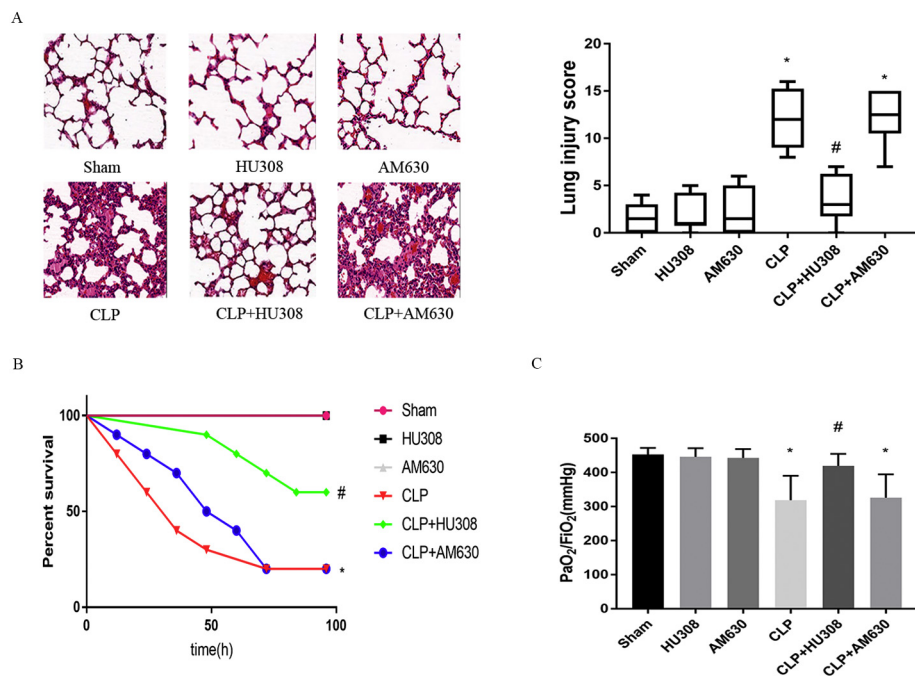 A
Sham
HU308
AM630
CLP
CLP+HU308
CLP+AM630
Lung injury score
20
15
10
5
0
*
#
*
Sham
HU308
AM630
CLP
CLP+HU308
CLP+AM630
B
Percent survival
100
50
0
0
50
100
time(h)
#
*
Sham
HU308
AM630
CLP
CLP+HU308
CLP+AM630
C
PaO₂/FiO₂(mmHg)
500
400
300
200
100
0
*
#
*
Sham
HU308
AM630
CLP
CLP+HU308
CLP+AM630